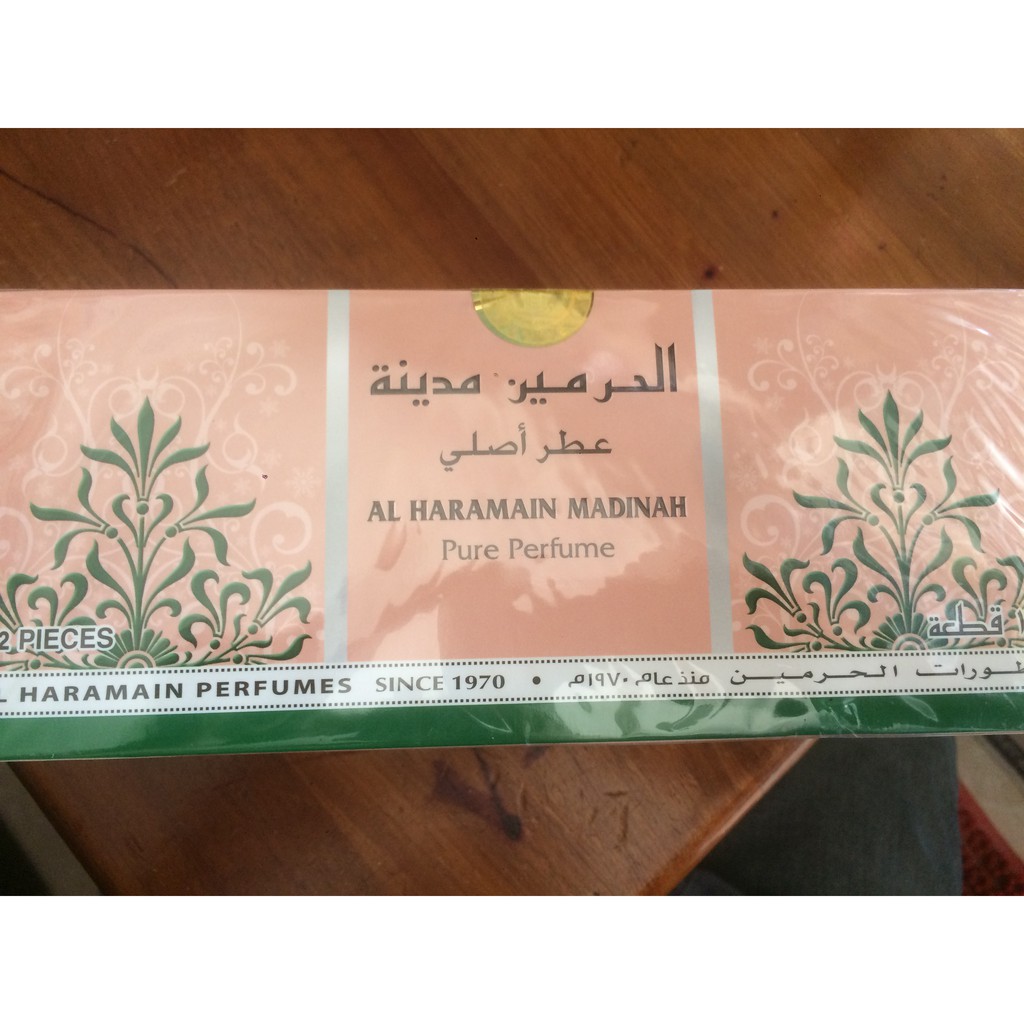 الحرمين مدينة
عطر أصلي
AL HARAMAIN MADINAH
Pure Perfume
2 PIECES
قطعة
L HARAMAIN PERFUMES SINCE 1970 • منذ عام ١٩٧٠م الحرمين